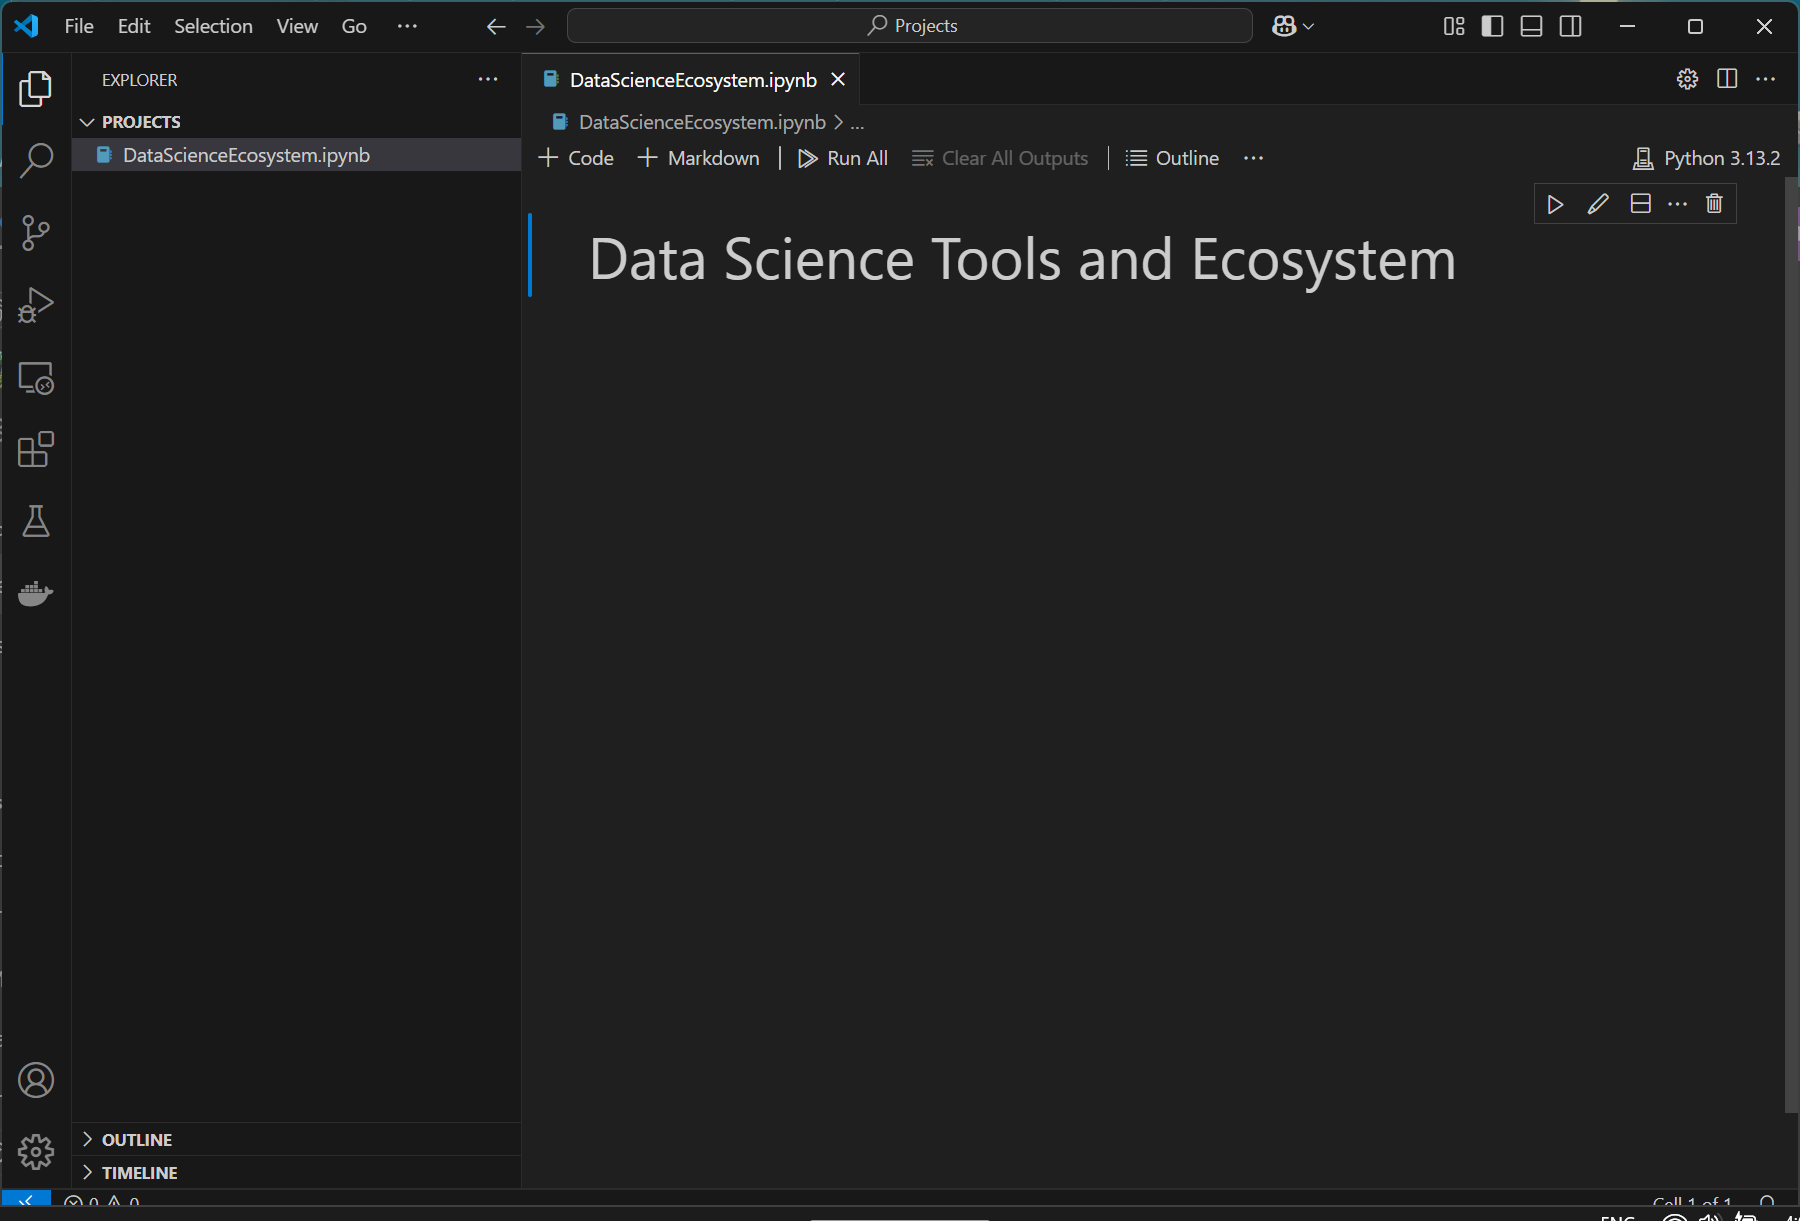 File Edit Selection View Go ...
Projects
EXPLORER ...
PROJECTS
DataScienceEcosystem.ipynb
OUTLINE
TIMELINE
DataScienceEcosystem.ipynb
DataScienceEcosystem.ipynb > ...
+ Code + Markdown | Run All Clear All Outputs | Outline ...
Python 3.13.2
Data Science Tools and Ecosystem
0 0
Cell 1 of 1
ENG